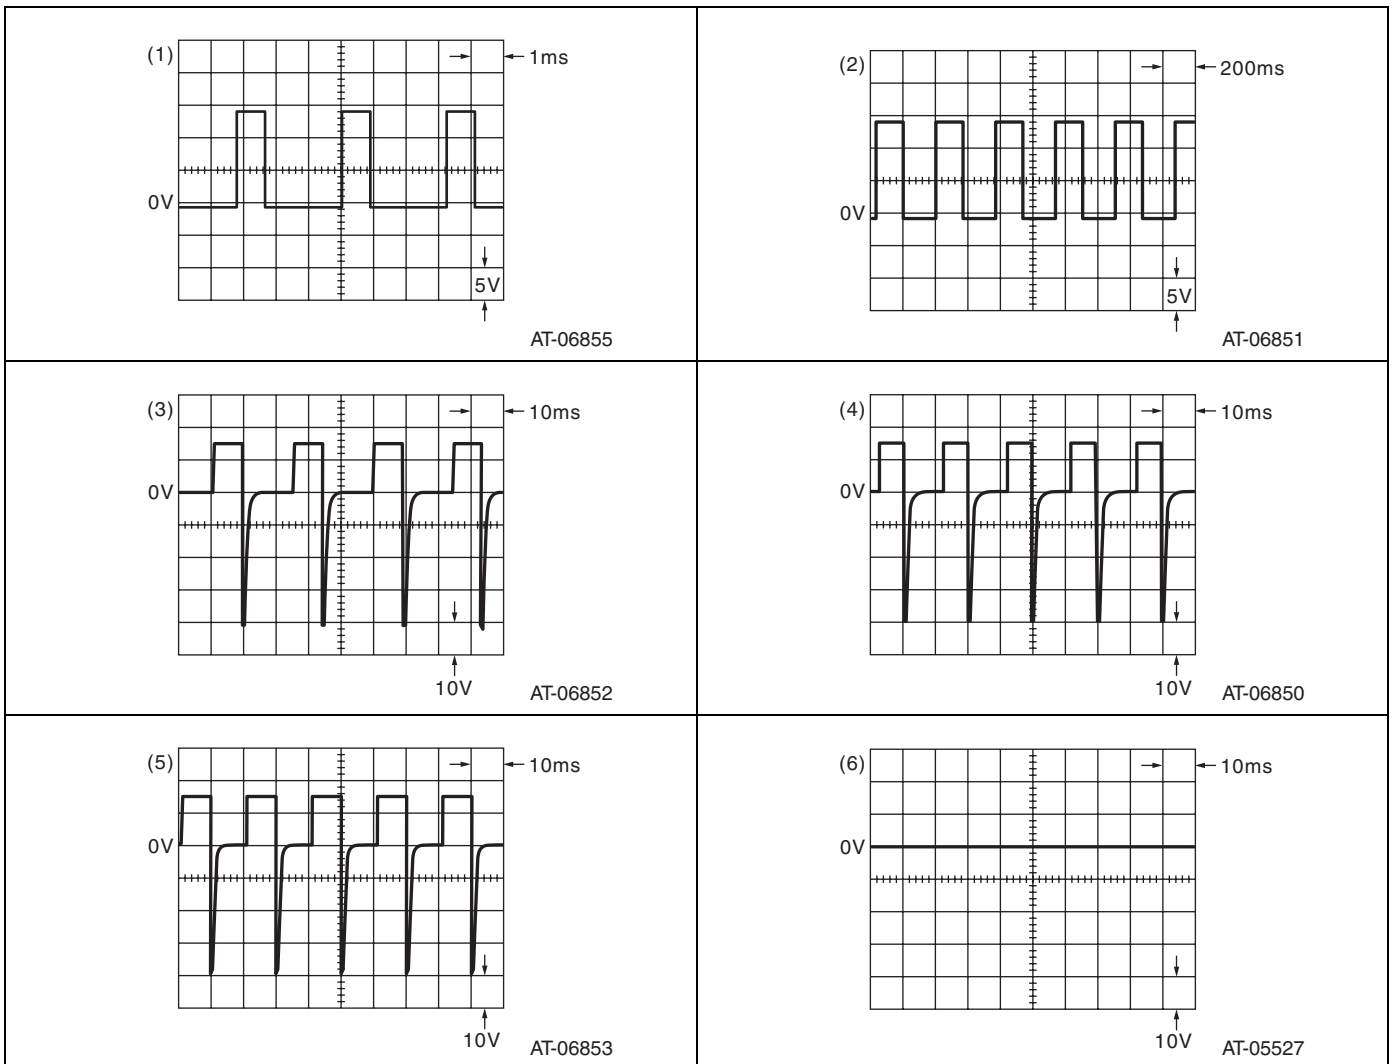 (1)
1ms
0V
5V
AT-06855
(2)
200ms
0V
5V
AT-06851
(3)
10ms
0V
10V
AT-06852
(4)
10ms
0V
10V
AT-06850
(5)
10ms
0V
10V
AT-06853
(6)
10ms
0V
10V
AT-05527